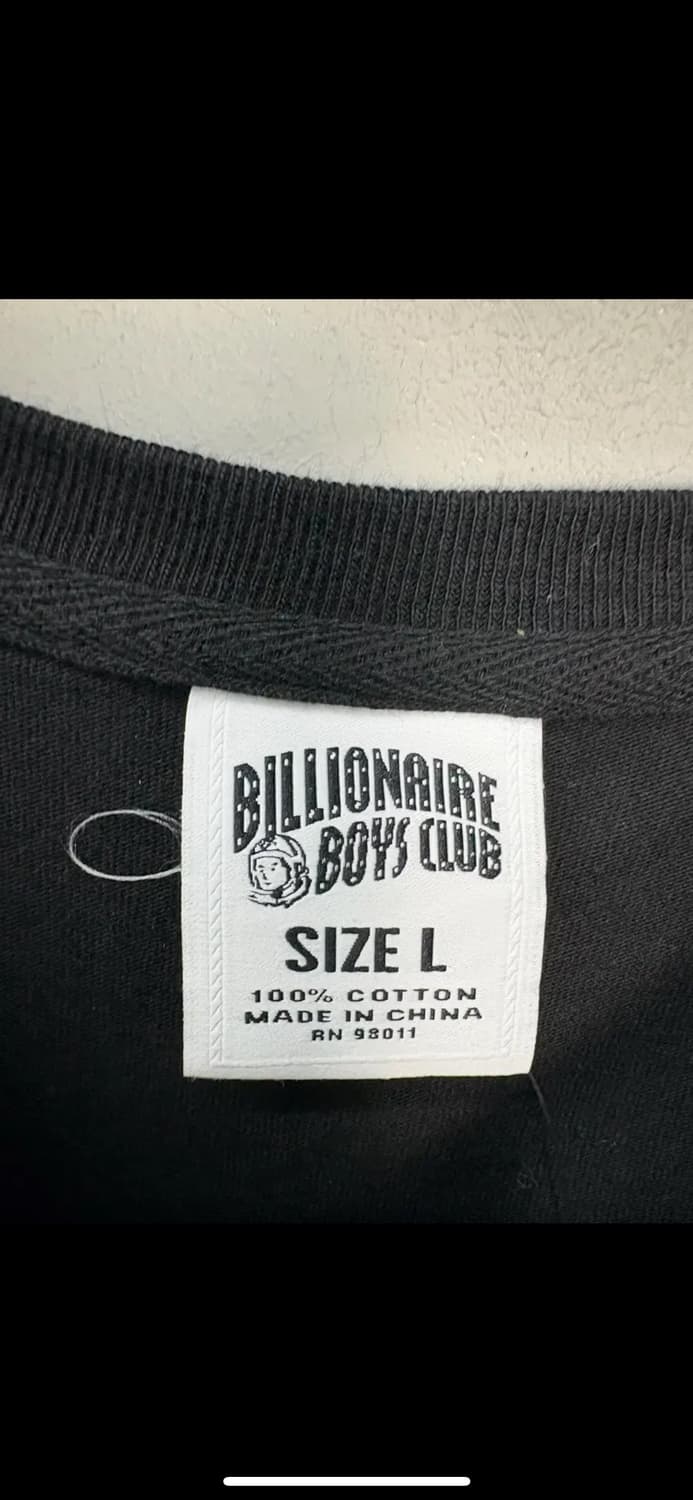 BILLIONAIRE
BOYS CLUB
SIZE L
100% COTTON
MADE IN CHINA
RN 98011